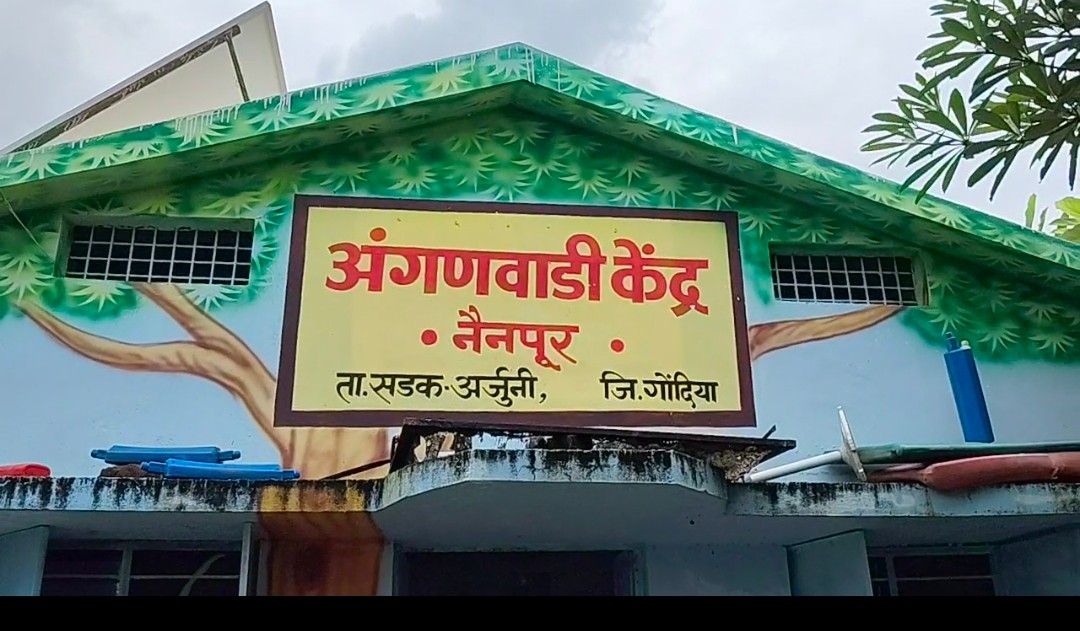 अंगणवाडी केंद्र
• नैनपूर •
ता. सडक-अर्जुनी, जि. गोंदिया